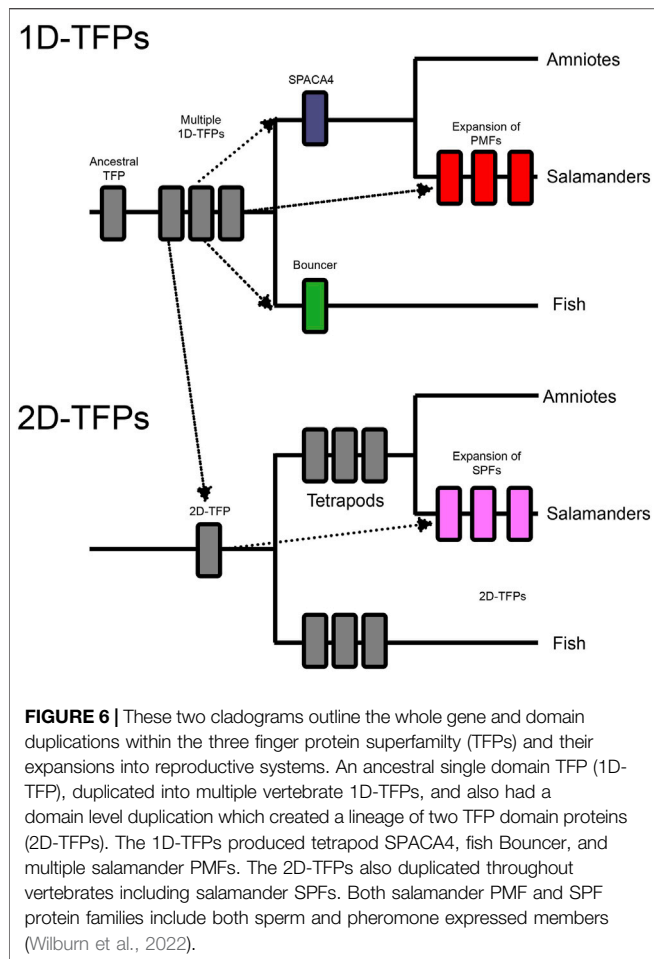 1D-TFPs
Amniotes
SPACA4
Multiple
1D-TFPs
Expansion of
PMFs
Ancestral
TFP
Salamanders
Bouncer
Fish
2D-TFPs
Amniotes
Expansion of
SPFs
2D-TFP
Tetrapods
Salamanders
2D-TFPs
Fish
FIGURE 6 | These two cladograms outline the whole gene and domain
duplications within the three finger protein superfamilty (TFPs) and their
expansions into reproductive systems. An ancestral single domain TFP (1D-
TFP), duplicated into multiple vertebrate 1D-TFPs, and also had a
domain level duplication which created a lineage of two TFP domain proteins
(2D-TFPs). The 1D-TFPs produced tetrapod SPACA4, fish Bouncer, and
multiple salamander PMFs. The 2D-TFPs also duplicated throughout
vertebrates including salamander SPFs. Both salamander PMF and SPF
protein families include both sperm and pheromone expressed members
(Wilburn et al., 2022).